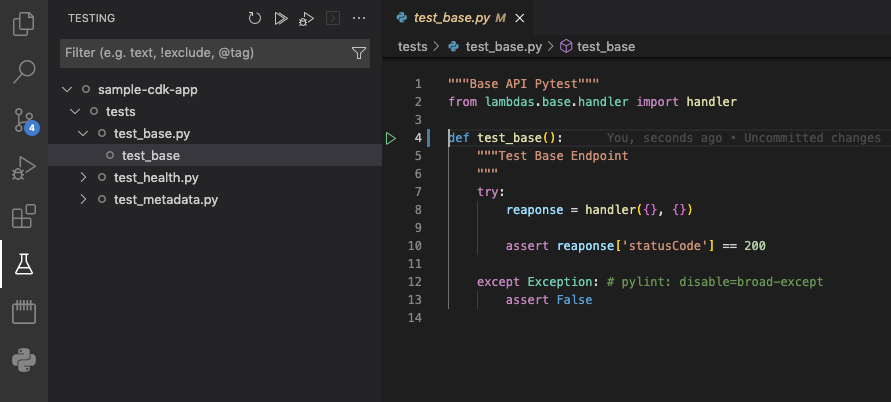 TESTING
Filter (e.g. text, !exclude, @tag)
sample-cdk-app
tests
test_base.py
test_base
test_health.py
test_metadata.py
4
test_base.py M
tests > test_base.py > test_base
1 """Base API Pytest"""
2 from lambdas.base.handler import handler
3
4 def test_base(): You, seconds ago • Uncommitted changes
5 """Test Base Endpoint
6 """
7 try:
8 reaponse = handler({}, {})
9
10 assert reaponse['statusCode'] == 200
11
12 except Exception: # pylint: disable=broad-except
13 assert False
14